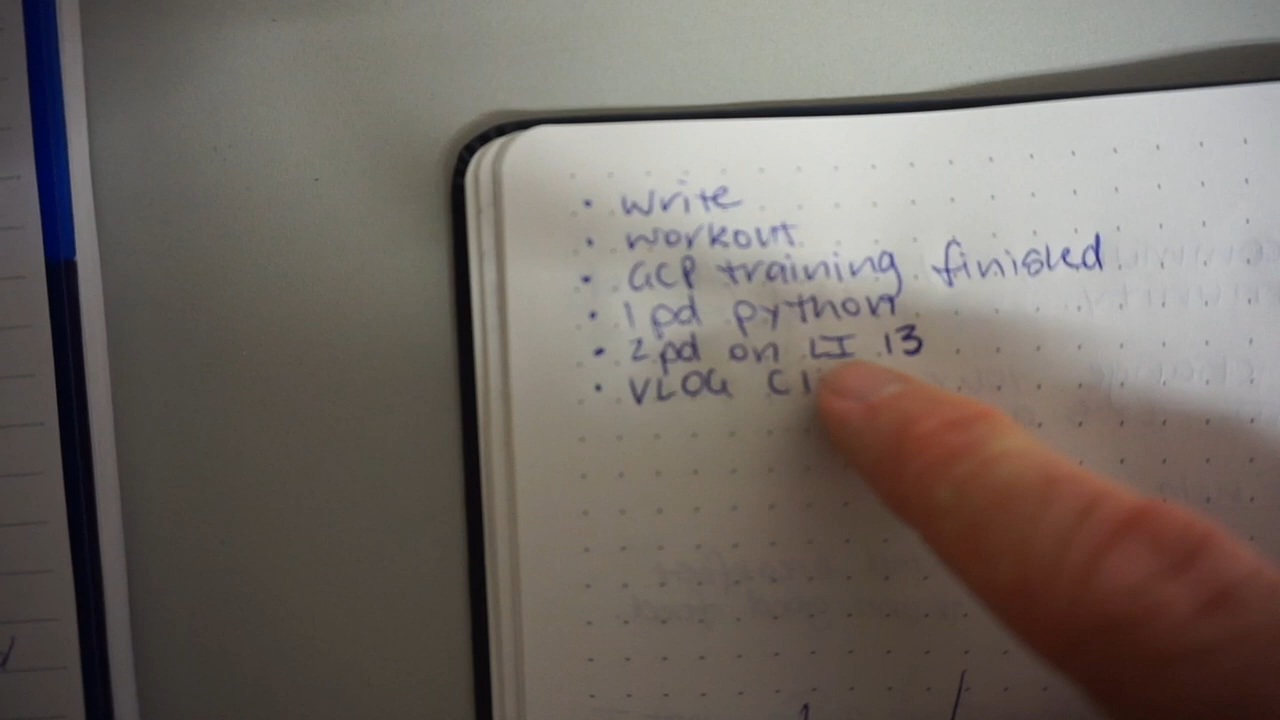 • write
• workout
• GCP training finished
• 1 pd python
• 2 pd on LI 13
• VLOG